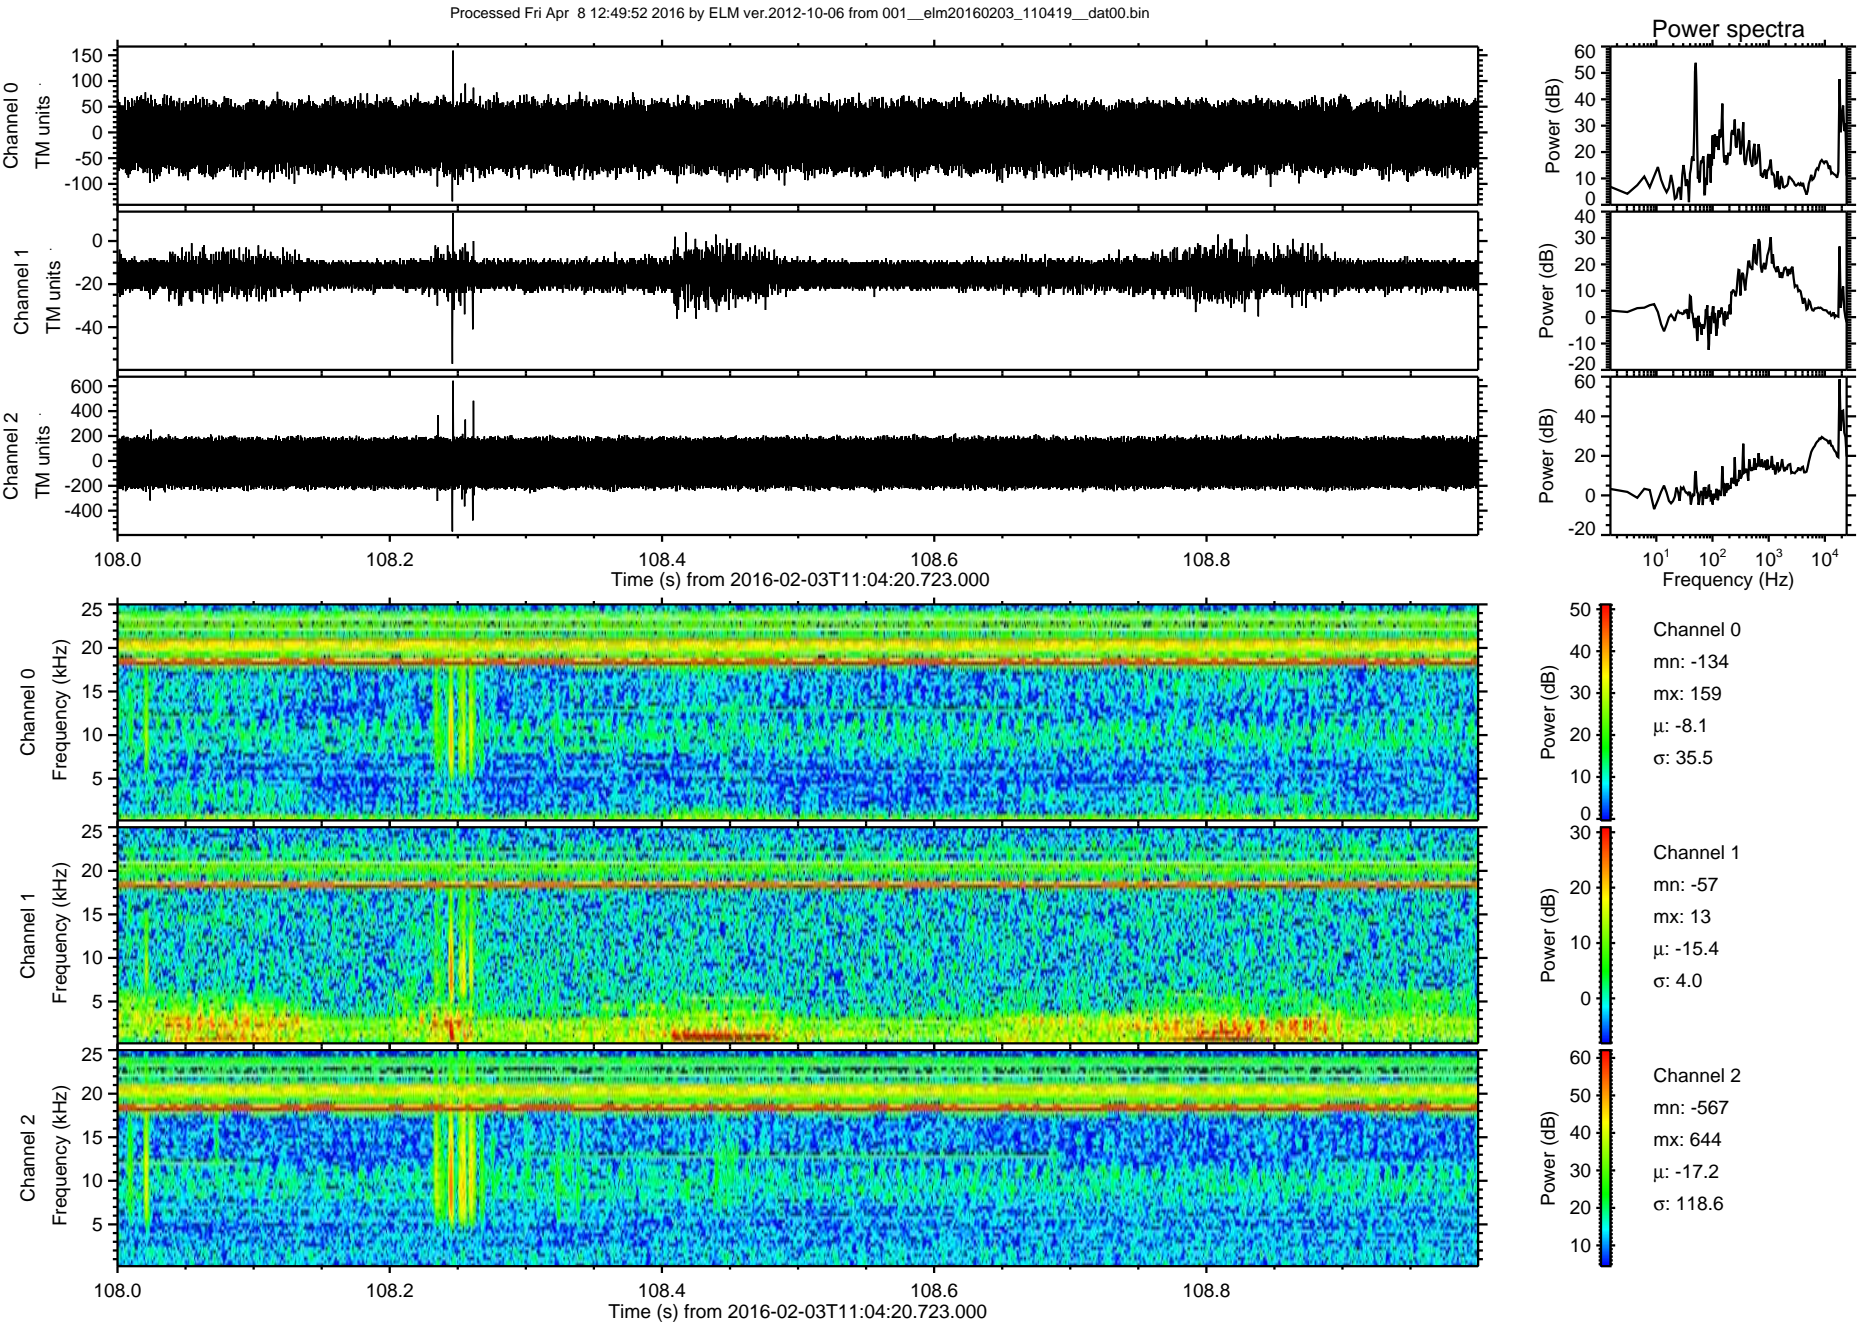 Processed Fri Apr  8 12:49:52 2016 by ELM ver.2012-10-06 from 001__elm20160203_110419__dat00.bin
Power spectra
Channel 0
TM units
150
100
50
0
-50
-100
Power (dB)
60
50
40
30
20
10
0
Channel 1
TM units
0
-20
-40
Power (dB)
40
30
20
10
0
-10
-20
Channel 2
TM units
600
400
200
0
-200
-400
Power (dB)
60
40
20
0
-20
108.0 108.2 108.4 108.6 108.8
Time (s) from 2016-02-03T11:04:20.723.000
10^1 10^2 10^3 10^4
Frequency (Hz)
Channel 0
Frequency (kHz)
25
20
15
10
5
Power (dB)
50
40
30
20
10
0
Channel 0
mn: -134
mx: 159
μ: -8.1
σ: 35.5
Channel 1
Frequency (kHz)
25
20
15
10
5
Power (dB)
30
20
10
0
Channel 1
mn: -57
mx: 13
μ: -15.4
σ: 4.0
Channel 2
Frequency (kHz)
25
20
15
10
5
Power (dB)
60
50
40
30
20
10
Channel 2
mn: -567
mx: 644
μ: -17.2
σ: 118.6
108.0 108.2 108.4 108.6 108.8
Time (s) from 2016-02-03T11:04:20.723.000